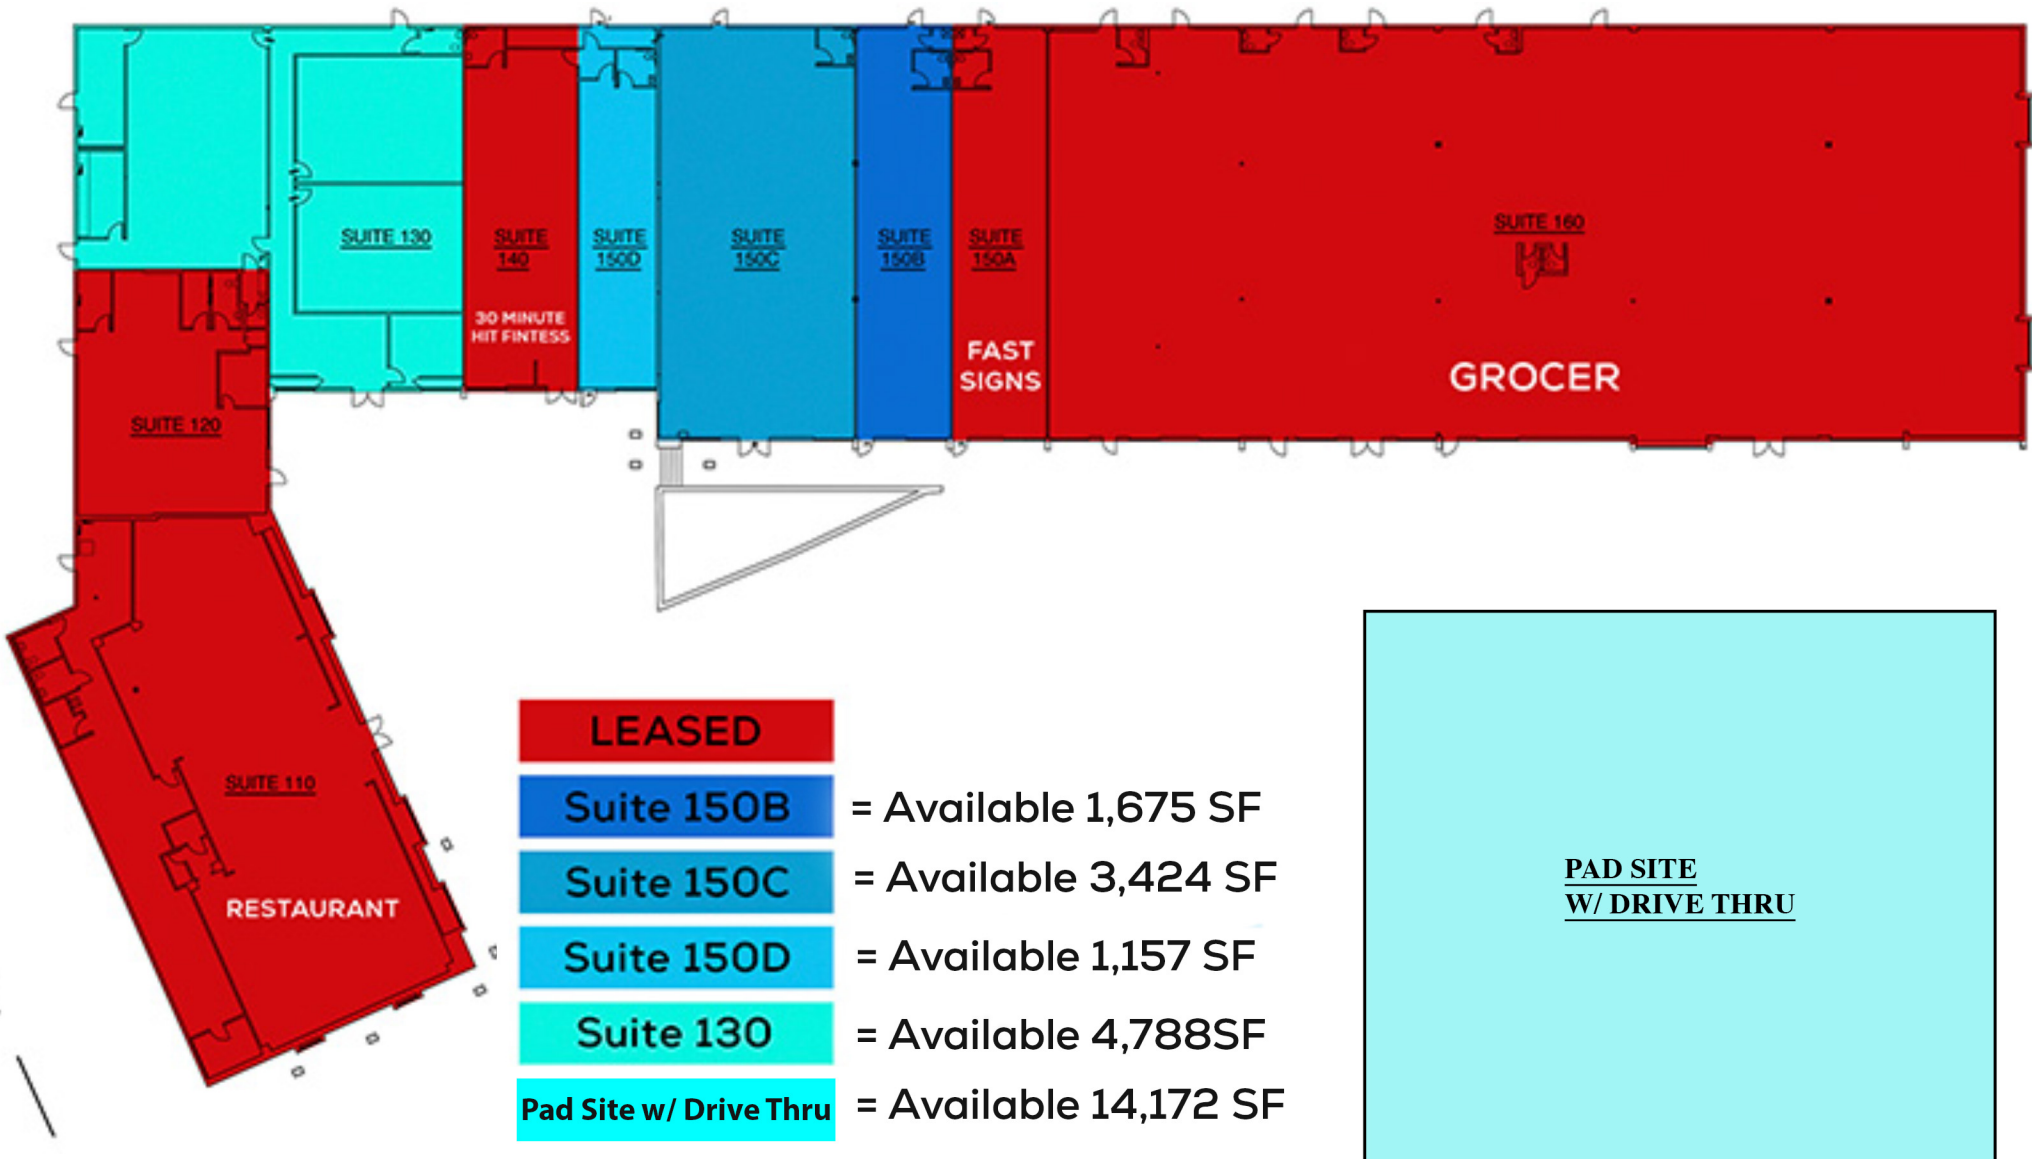 SUITE 130
SUITE
140
30 MINUTE
HIT FINTESS
SUITE
150D
SUITE
150C
SUITE
150B
SUITE
150A
FAST
SIGNS
SUITE 160
GROCER
SUITE 120
SUITE 110
RESTAURANT
LEASED
Suite 150B = Available 1,675 SF
Suite 150C = Available 3,424 SF
Suite 150D = Available 1,157 SF
Suite 130 = Available 4,788SF
Pad Site w/ Drive Thru = Available 14,172 SF
PAD SITE
W/ DRIVE THRU